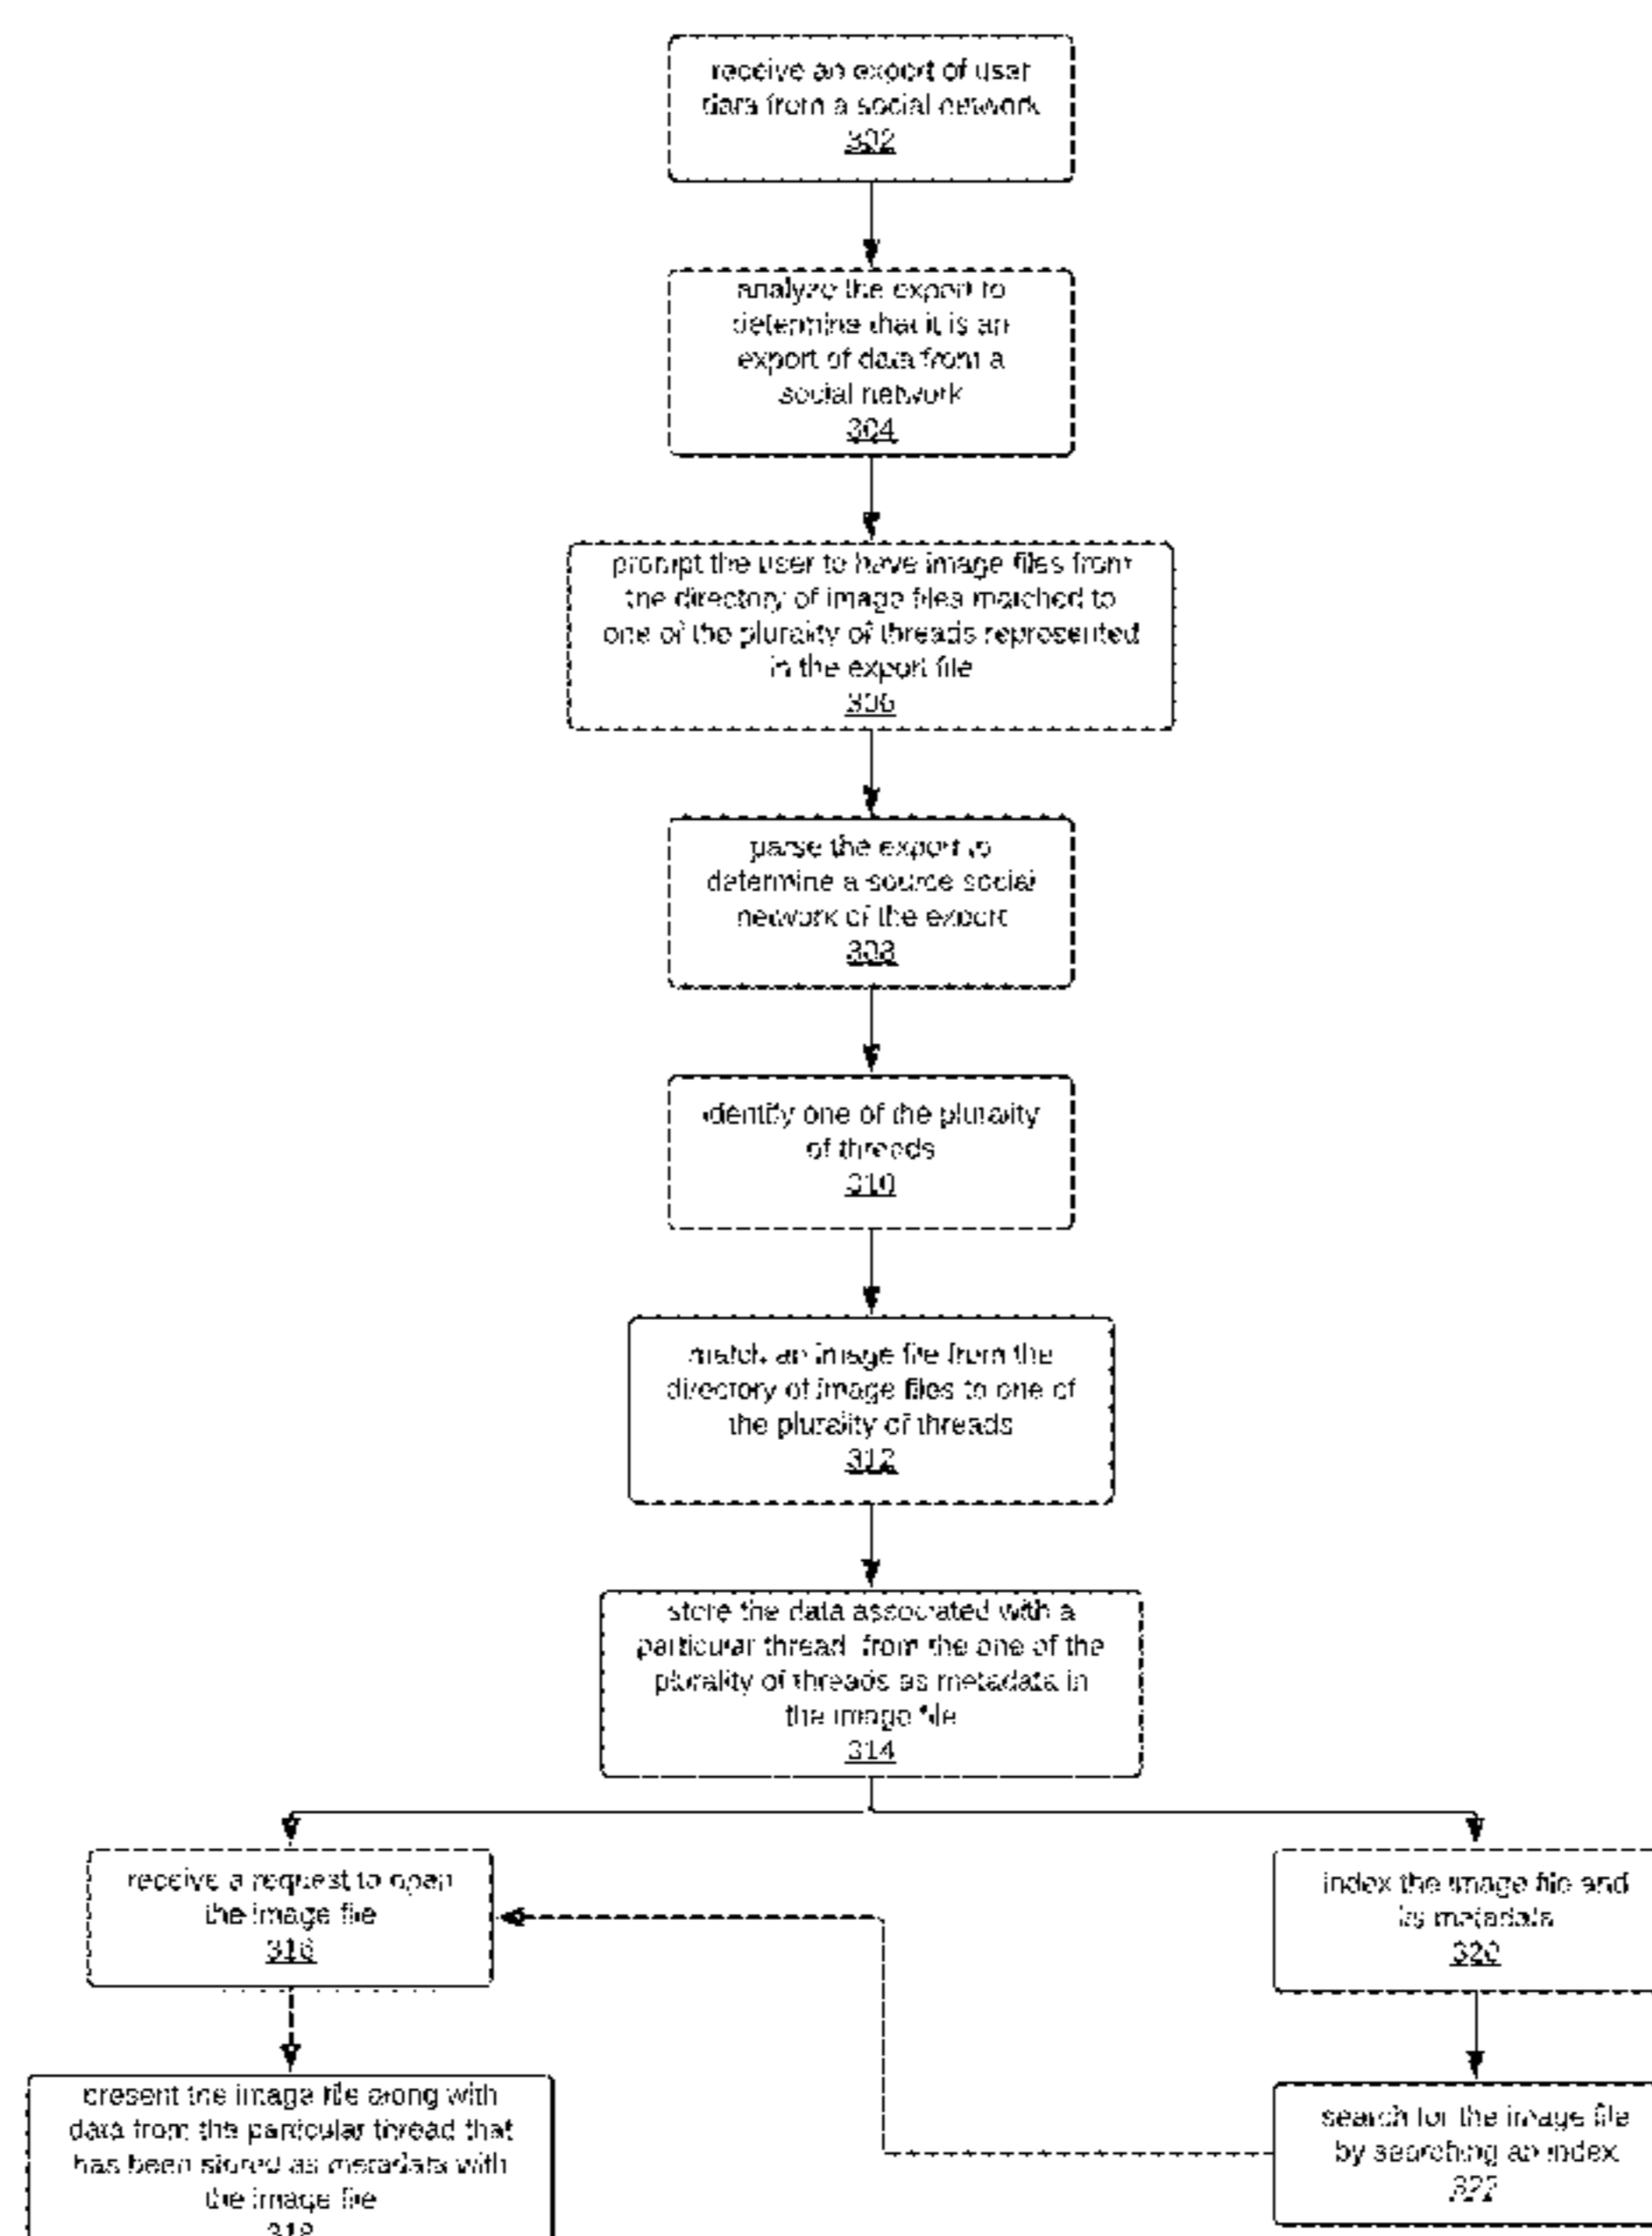 receive an export of user
data from a social network
302
analyze the export to
determine that it is an
export of data from a
social network
304
prompt the user to have image files from
the directory of image files matched to
one of the plurality of threads represented
in the export file
306
parse the export to
determine a source social
network of the export
308
identify one of the plurality
of threads
310
match an image file from the
directory of image files to one of
the plurality of threads
312
store the data associated with a
particular thread from the one of the
plurality of threads as metadata in
the image file
314
receive a request to open
the image file
316
index the image file and
its metadata
320
present the image file along with
data from the particular thread that
has been stored as metadata with
the image file
318
search for the image file
by searching an index
322